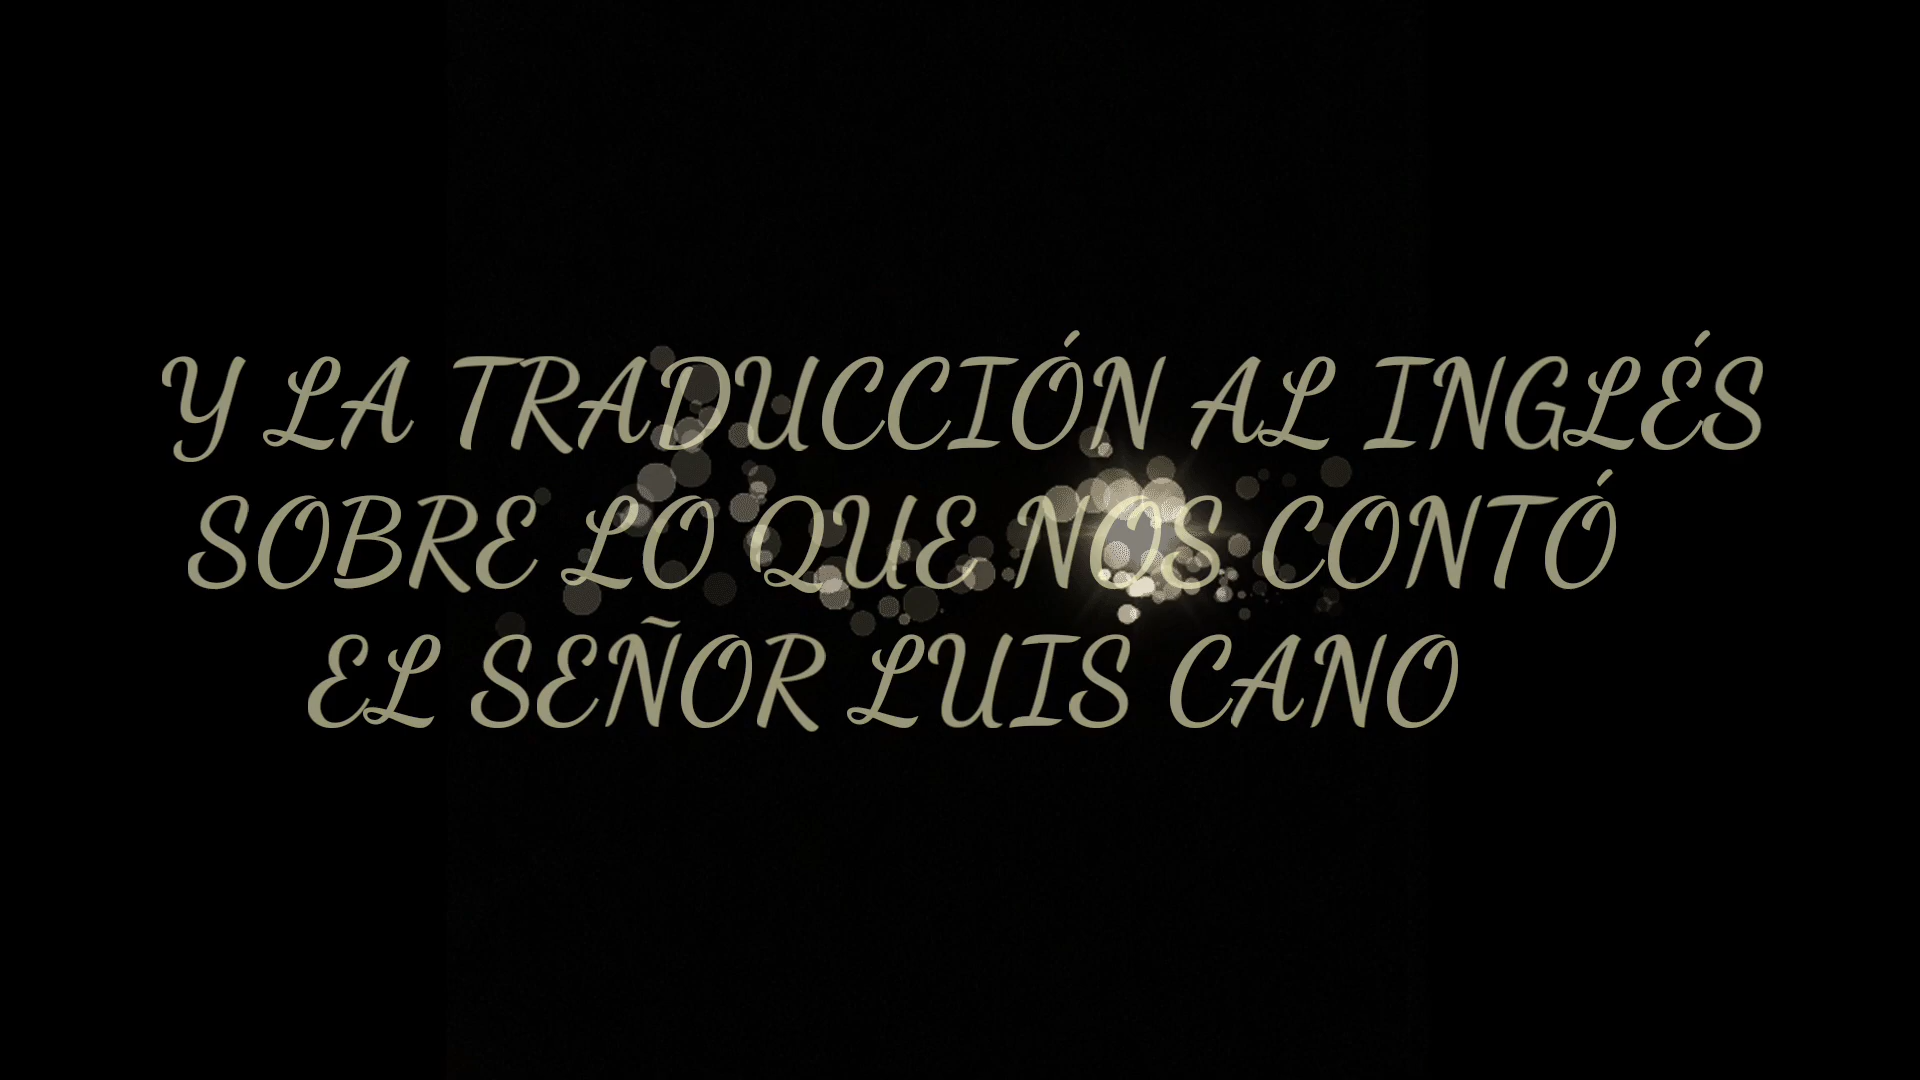 Y LA TRADUCCIÓN AL INGLÉS
SOBRE LO QUE NOS CONTÓ
EL SEÑOR LUIS CANO